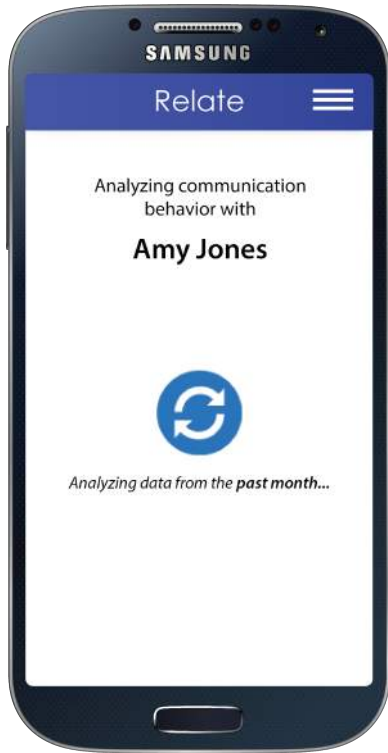 SAMSUNG
Relate
Analyzing communication
behavior with
Amy Jones
Analyzing data from the past month...